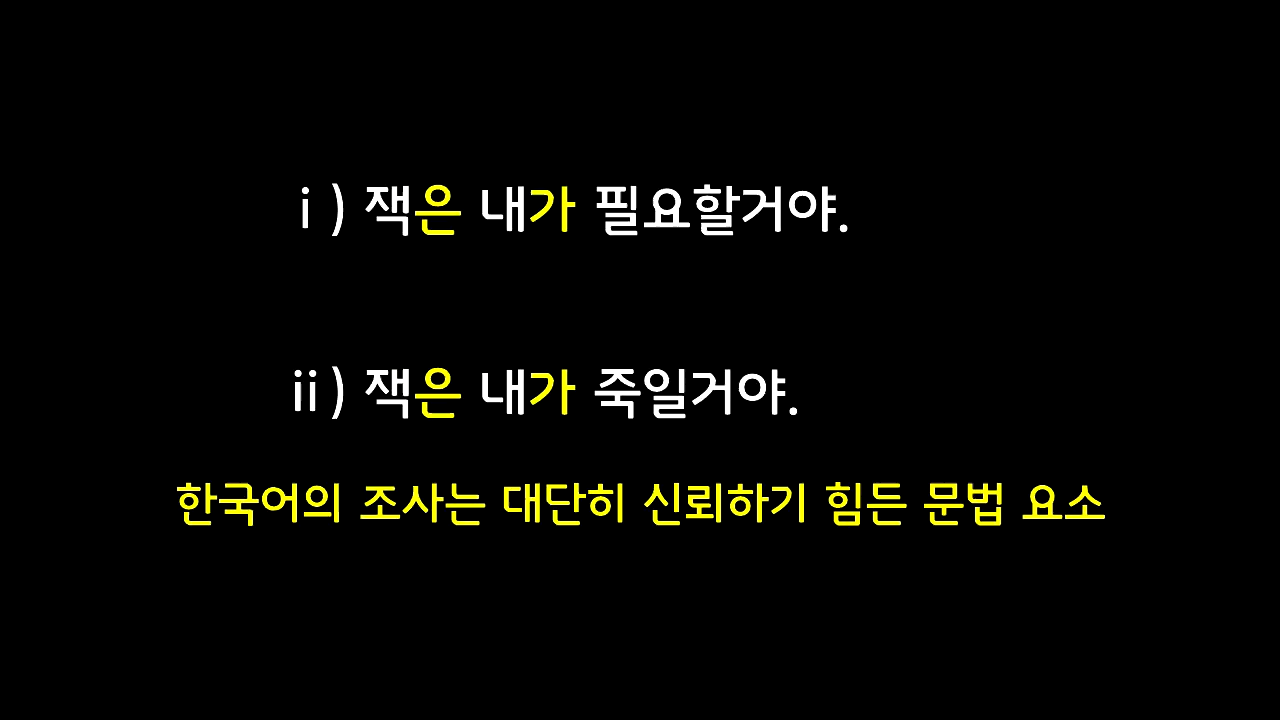 ⅰ) 잭은 내가 필요할거야.
ⅱ) 잭은 내가 죽일거야.
한국어의 조사는 대단히 신뢰하기 힘든 문법 요소